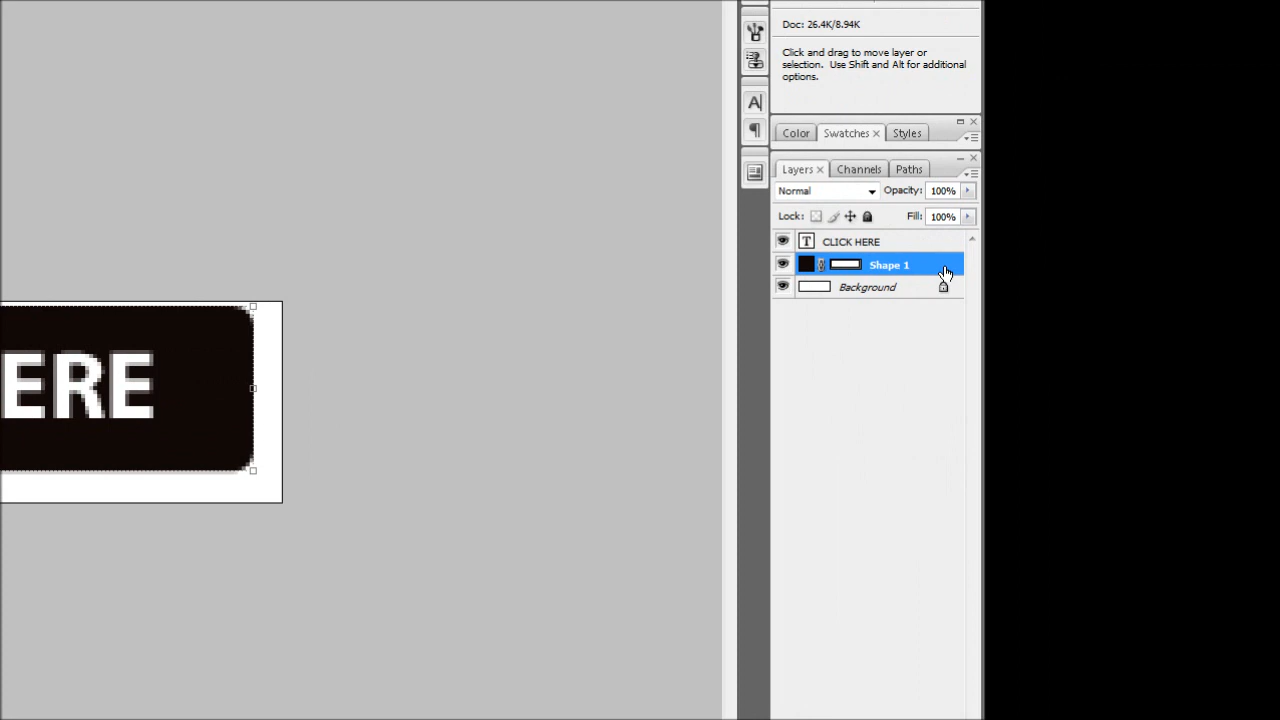 Doc: 26.4K/8.94K
Click and drag to move layer or
selection. Use Shift and Alt for additional
options.
Color Swatches × Styles
Layers × Channels Paths
Normal Opacity: 100%
Lock: Fill: 100%
T CLICK HERE
Shape 1
Background
ERE
A